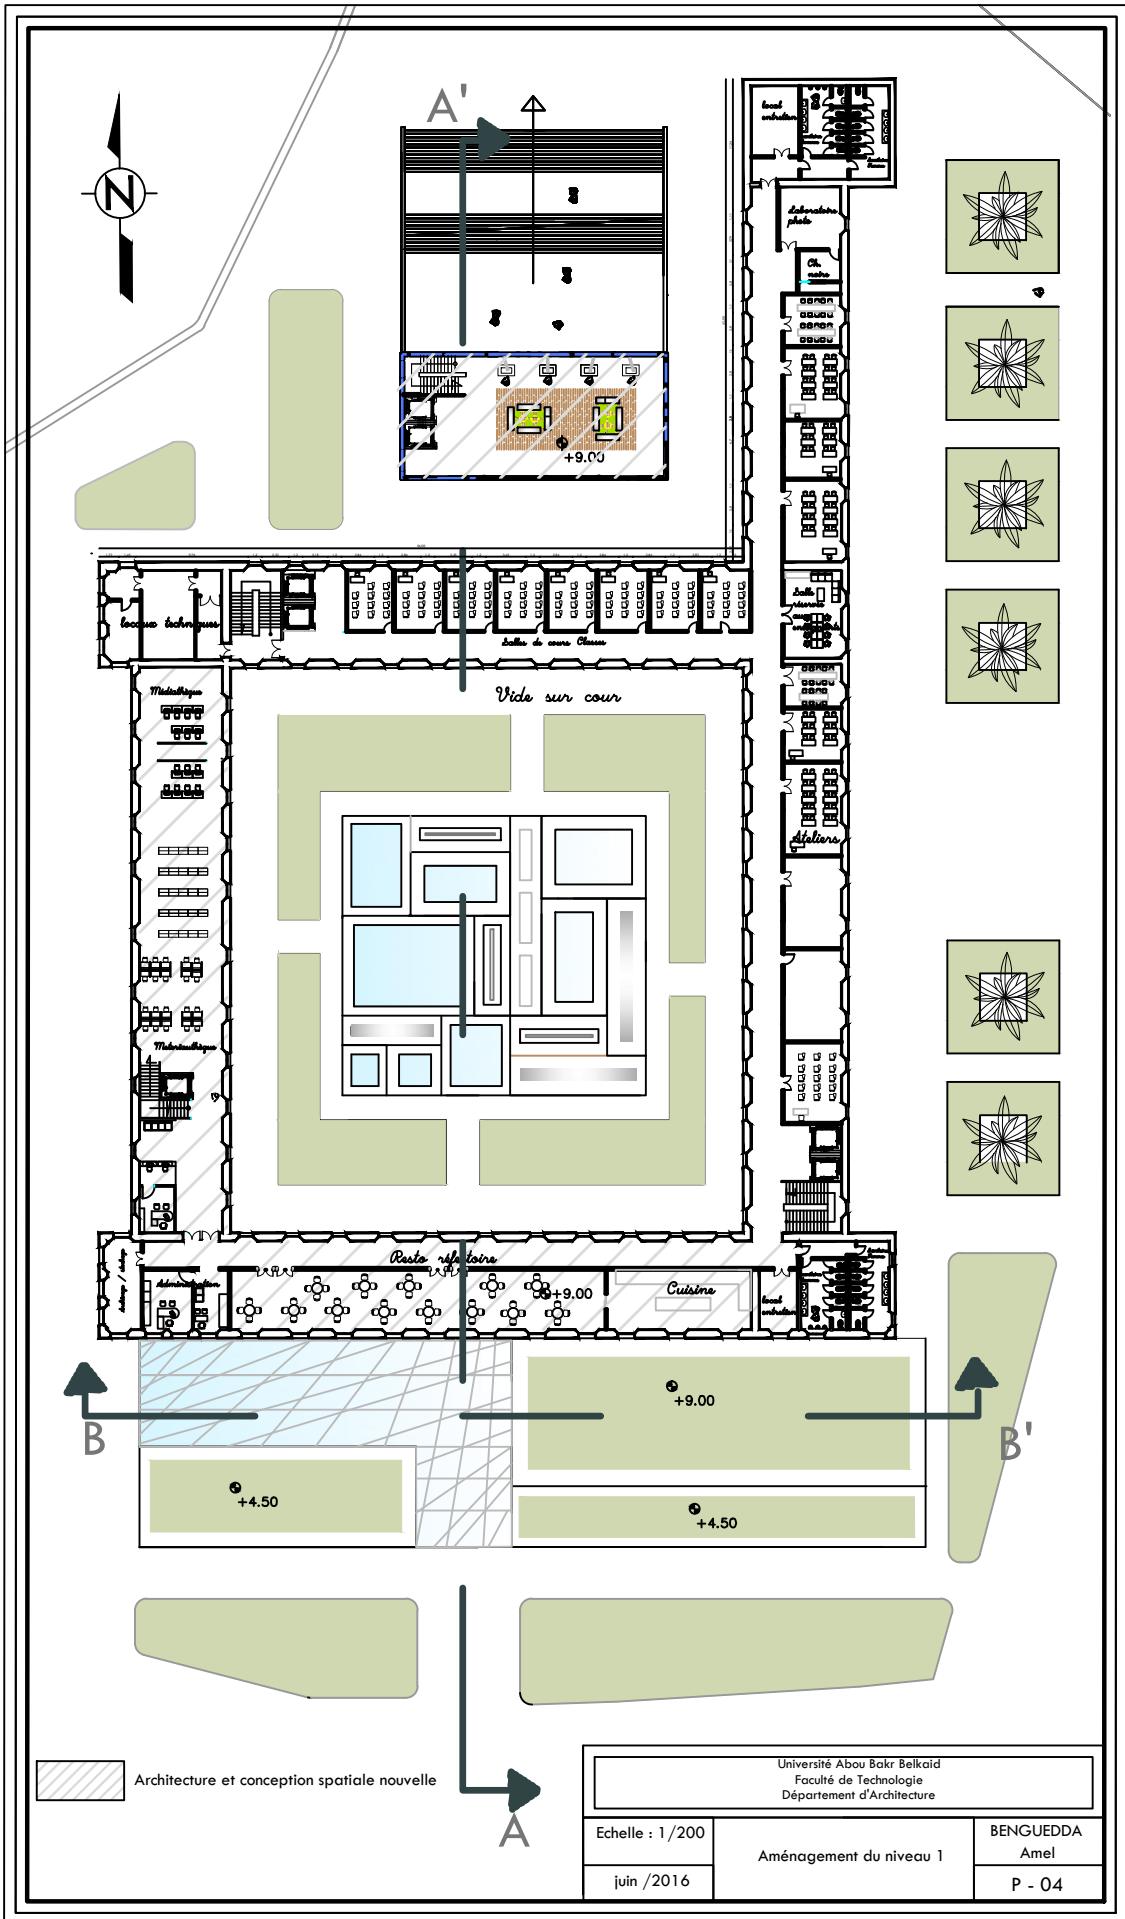 A'
N
local
entretien
Laboratoire
photo
Ch.
noire
+9.00
locaux techniques
Salles de cours Classes
Salle
Médiathèque
Vide sur cour
Ateliers
Resto réfectoire
Administration
+9.00
Cuisine
local
entretien
B
+9.00
B'
+4.50
+4.50
A
Architecture et conception spatiale nouvelle
Université Abou Bakr Belkaid
Faculté de Technologie
Département d'Architecture
Echelle : 1/200
juin /2016
Aménagement du niveau 1
BENGUEDDA
Amel
P - 04